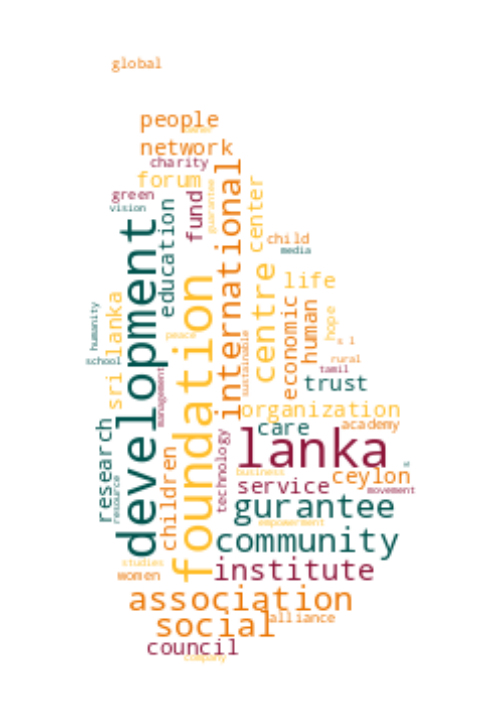 global
people
network
charity
forum
green
vision
fund
guarantee
international
center
education
development
foundation
child
media
centre
life
economic
human
hope
s l
humanity
sri lanka
school
peace
management
sustainable
rural
tamil
trust
organization
care
academy
research
resource
children
technology
lanka
business
service
ceylon
movement
gurantee
empowerment
community
studies
women
institute
association
social
alliance
council
company